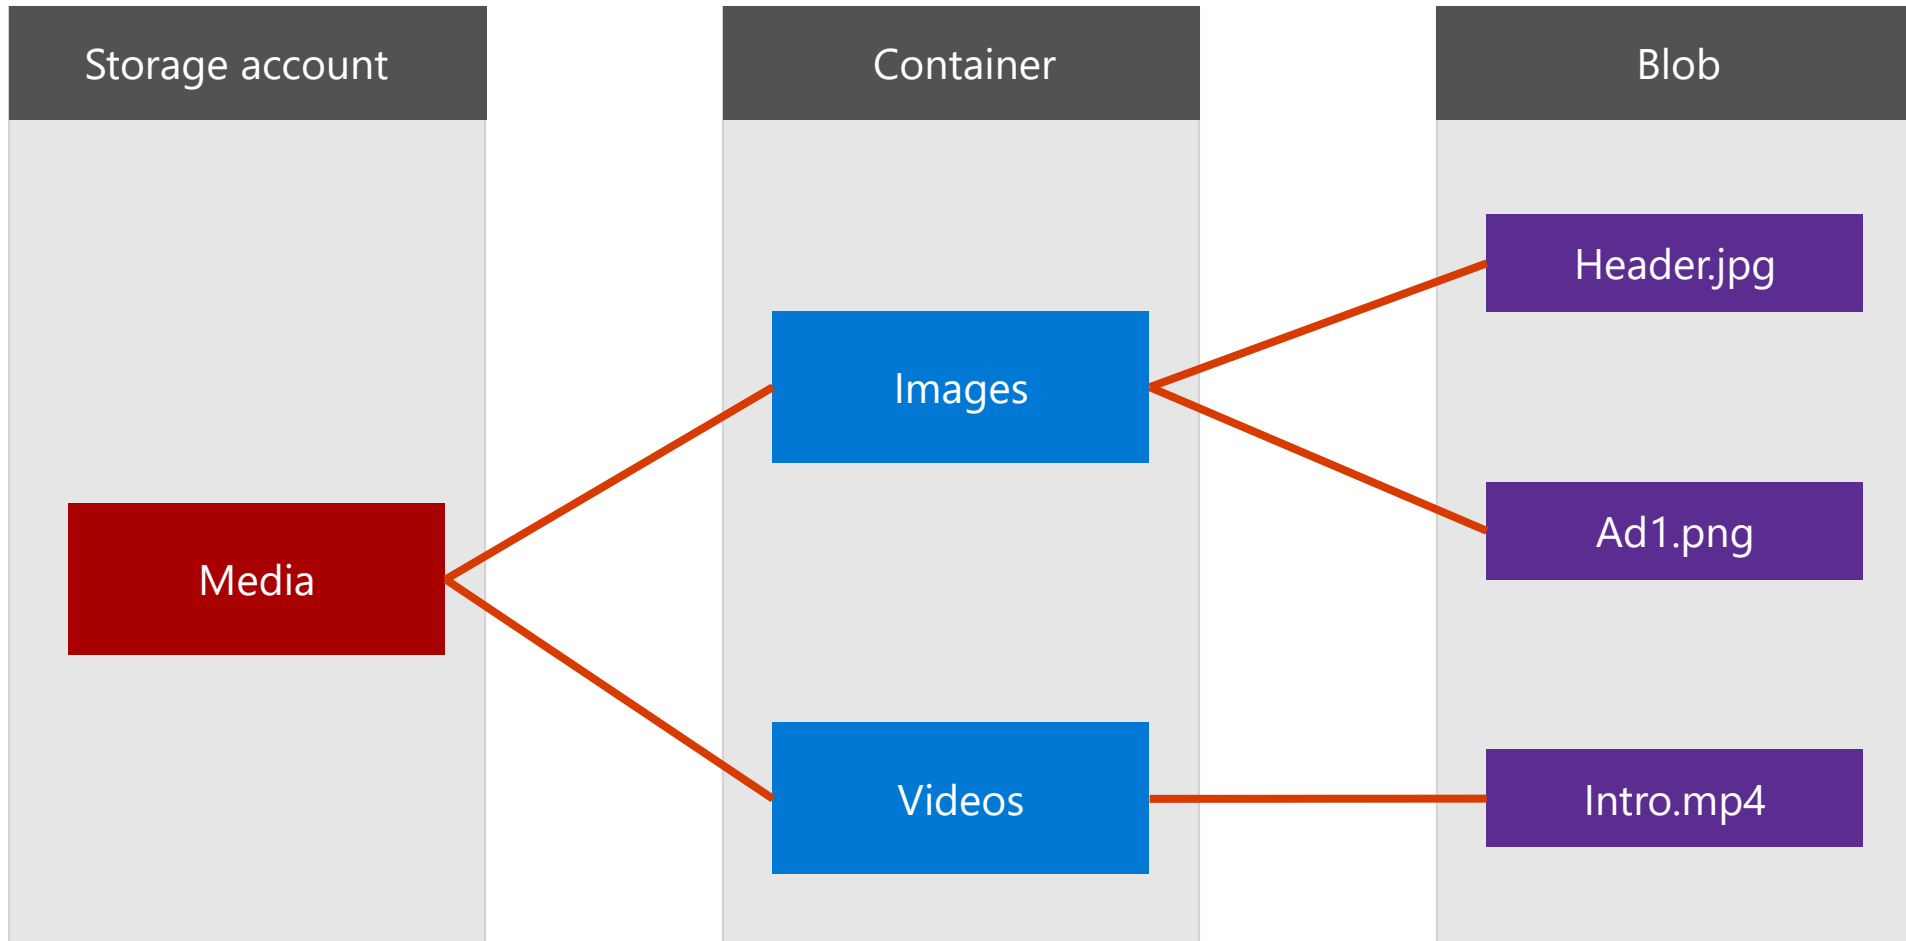 Storage account
Container
Blob
Header.jpg
Images
Ad1.png
Media
Videos
Intro.mp4